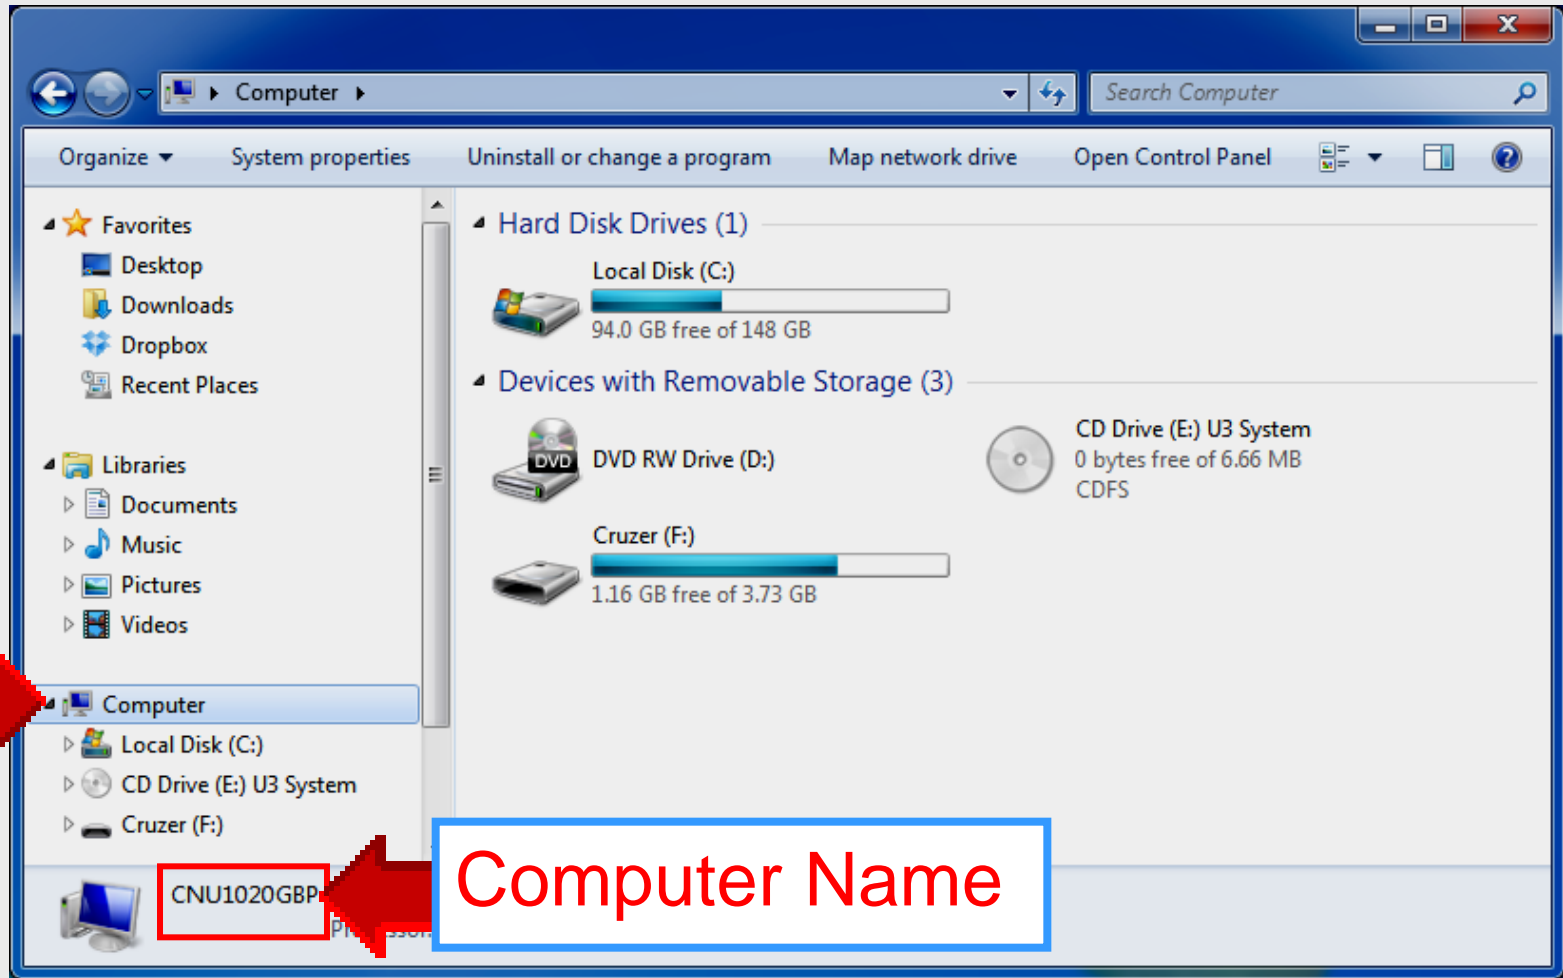 Computer
Search Computer
Organize
System properties
Uninstall or change a program
Map network drive
Open Control Panel
Favorites
Desktop
Downloads
Dropbox
Recent Places
Libraries
Documents
Music
Pictures
Videos
Computer
Local Disk (C:)
CD Drive (E:) U3 System
Cruzer (F:)
Hard Disk Drives (1)
Local Disk (C:)
94.0 GB free of 148 GB
Devices with Removable Storage (3)
DVD
DVD RW Drive (D:)
CD Drive (E:) U3 System
0 bytes free of 6.66 MB
CDFS
Cruzer (F:)
1.16 GB free of 3.73 GB
CNU1020GBP
Computer Name